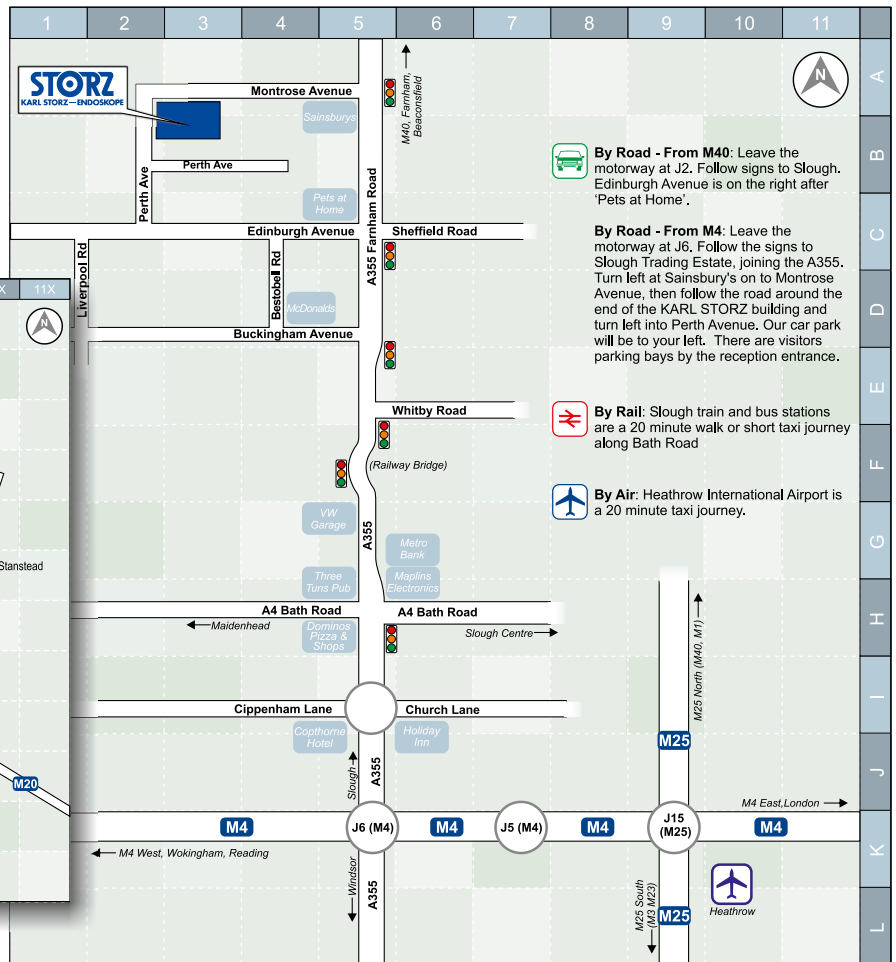 1 2 3 4 5 6 7 8 9 10 11
A
B
C
D
E
F
G
H
I
J
K
L
STORZ
KARL STORZ—ENDOSKOPE
Montrose Avenue
Sainsburys
M40, Farnham,
Beaconsfield
N
Perth Ave
Perth Ave
Pets at
Home
A355 Farnham Road
Edinburgh Avenue
Sheffield Road
Liverpool Rd
Bestobell Rd
McDonalds
Buckingham Avenue
Whitby Road
(Railway Bridge)
VW
Garage
A355
Metro
Bank
Three
Tuns Pub
Maplins
Electronics
A4 Bath Road
A4 Bath Road
Maidenhead
Dominos
Pizza &
Shops
Slough Centre
Cippenham Lane
Church Lane
Copthorne
Hotel
Holiday
Inn
Slough
A355
M4
J6 (M4)
M4
J5 (M4)
M4
J15
(M25)
M4
M4 East,London
M4 West, Wokingham, Reading
Windsor
A355
M25 North (M40, M1)
M25
M25 South
(M3 M23)
M25
Heathrow
By Road - From M40: Leave the
motorway at J2. Follow signs to Slough.
Edinburgh Avenue is on the right after
‘Pets at Home’.
By Road - From M4: Leave the
motorway at J6. Follow the signs to
Slough Trading Estate, joining the A355.
Turn left at Sainsbury's on to Montrose
Avenue, then follow the road around the
end of the KARL STORZ building and
turn left into Perth Avenue. Our car park
will be to your left. There are visitors
parking bays by the reception entrance.
By Rail: Slough train and bus stations
are a 20 minute walk or short taxi journey
along Bath Road
By Air: Heathrow International Airport is
a 20 minute taxi journey.
X 11X
N
Stanstead
M20